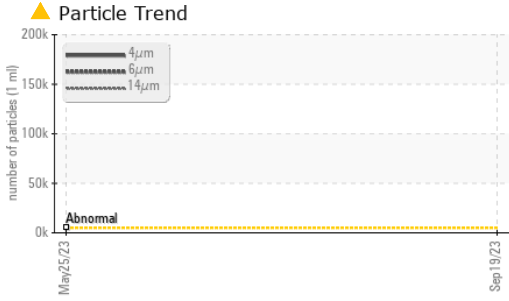 Particle Trend
200k
150k
100k
50k
0k
number of particles (1 ml)
4µm
6µm
14µm
Abnormal
May25/23
Sep19/23